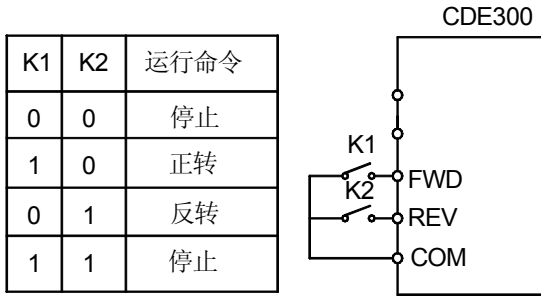 K1 K2 运行命令
0 0 停止
1 0 正转
0 1 反转
1 1 停止
CDE300
K1
FWD
K2
REV
COM